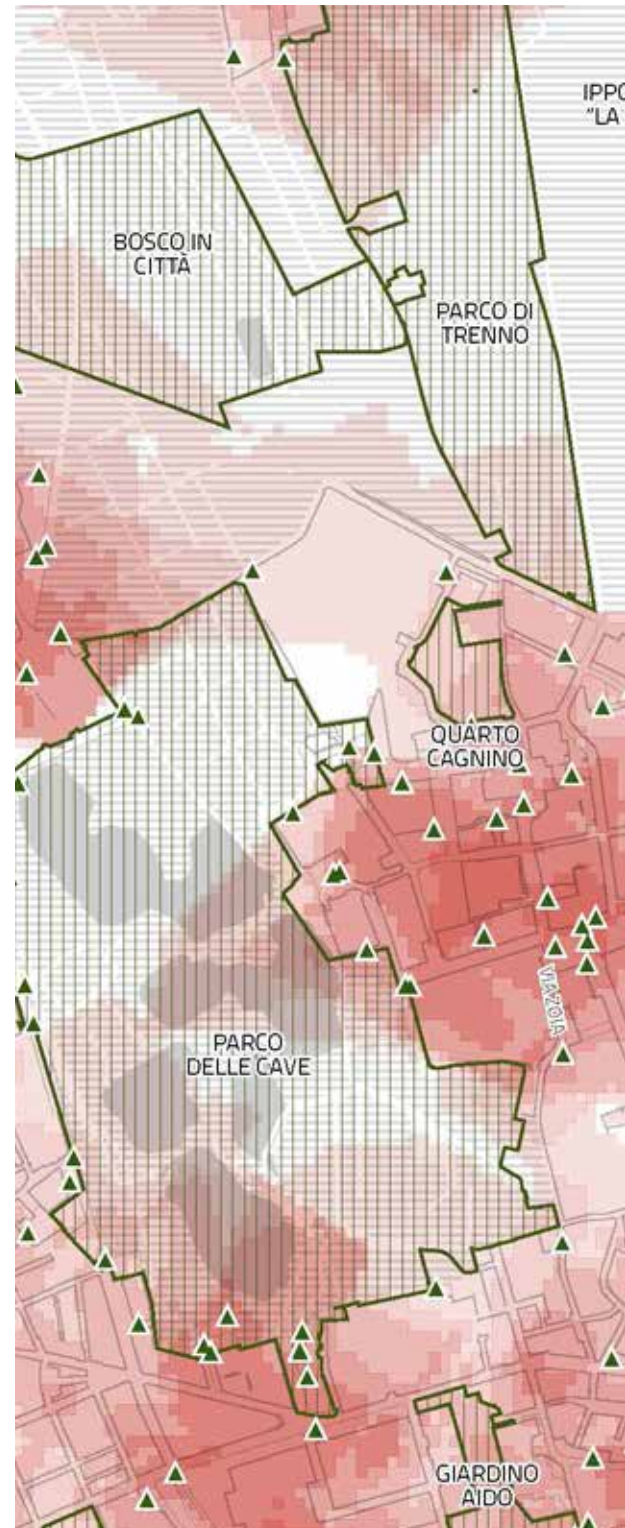 IPPO
"LA
BOSCO IN
CITTÀ
PARCO DI
TRENNO
QUARTO
CAGNINO
VIA ZOIA
PARCO
DELLE CAVE
GIARDINO
AIDO